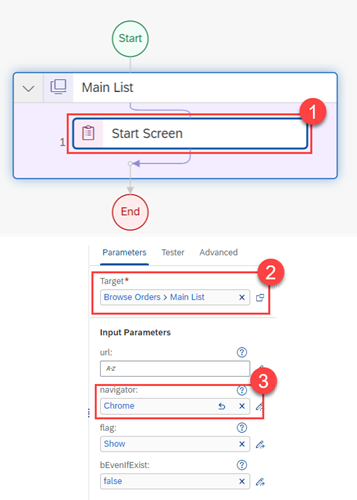 Start
Main List
1
1
Start Screen
End
Parameters Tester Advanced
2
Target*
Browse Orders > Main List
Input Parameters
url:
A-Z
3
navigator:
Chrome
flag:
Show
bEvenIfExist:
false